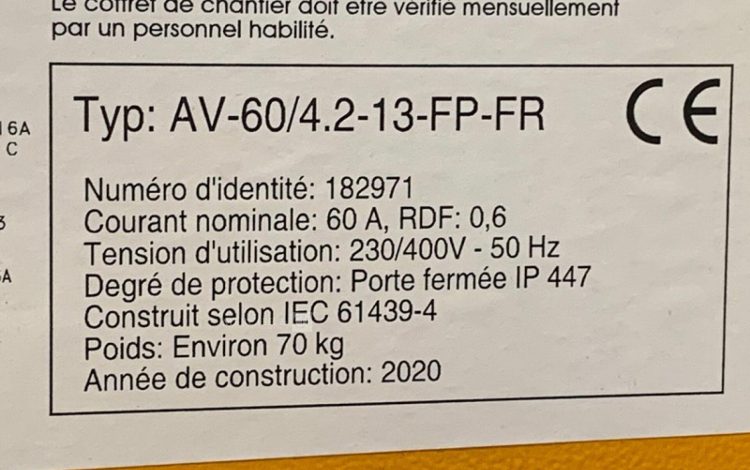 Le coffret de chantier doit être vérifié mensuellement
par un personnel habilité.
Typ: AV-60/4.2-13-FP-FR CE
Numéro d'identité: 182971
Courant nominale: 60 A, RDF: 0,6
Tension d'utilisation: 230/400V - 50 Hz
Degré de protection: Porte fermée IP 447
Construit selon IEC 61439-4
Poids: Environ 70 kg
Année de construction: 2020
16A
C